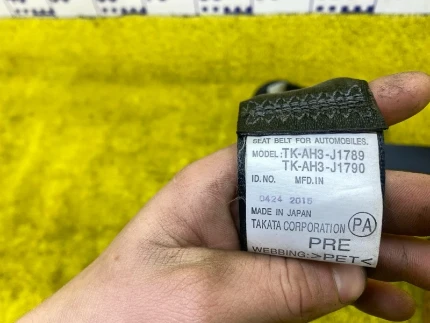 SEAT BELT FOR AUTOMOBILES.
MODEL: TK-AH3-J1789
TK-AH3-J1790
ID.NO. MFD.IN
0424 2015
MADE IN JAPAN
TAKATA CORPORATION PA
PRE
WEBBING: >PET<